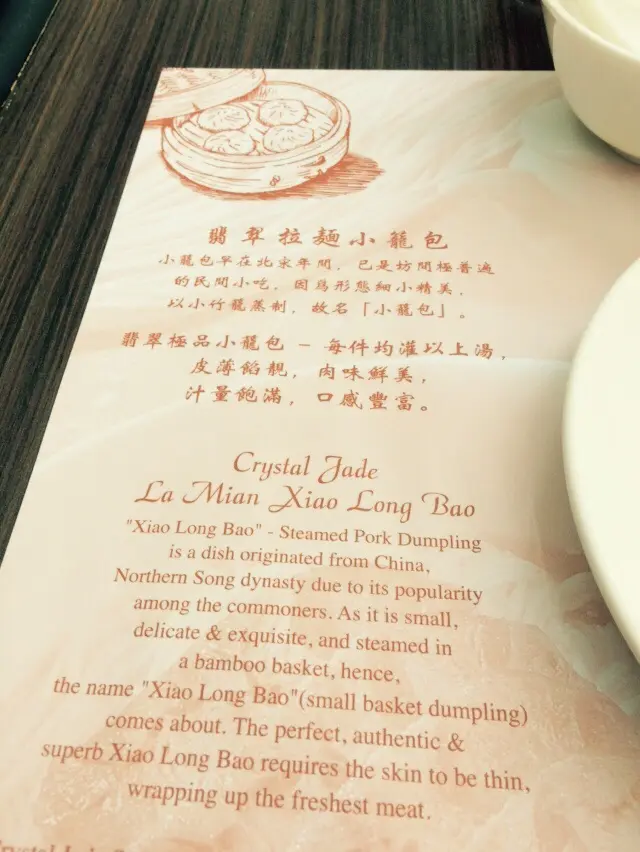 翡翠拉麵小籠包
小籠包早在北宋年間，已是坊間極普遍
的民間小吃，因爲形態細小精美，
以小竹籠蒸制，故名「小籠包」。
翡翠極品小籠包 - 每件均灌以上湯，
皮薄餡靚，肉味鮮美，
汁量飽滿，口感豐富。
Crystal Jade
La Mian Xiao Long Bao
"Xiao Long Bao" - Steamed Pork Dumpling
is a dish originated from China,
Northern Song dynasty due to its popularity
among the commoners. As it is small,
delicate & exquisite, and steamed in
a bamboo basket, hence,
the name "Xiao Long Bao"(small basket dumpling)
comes about. The perfect, authentic &
superb Xiao Long Bao requires the skin to be thin,
wrapping up the freshest meat.